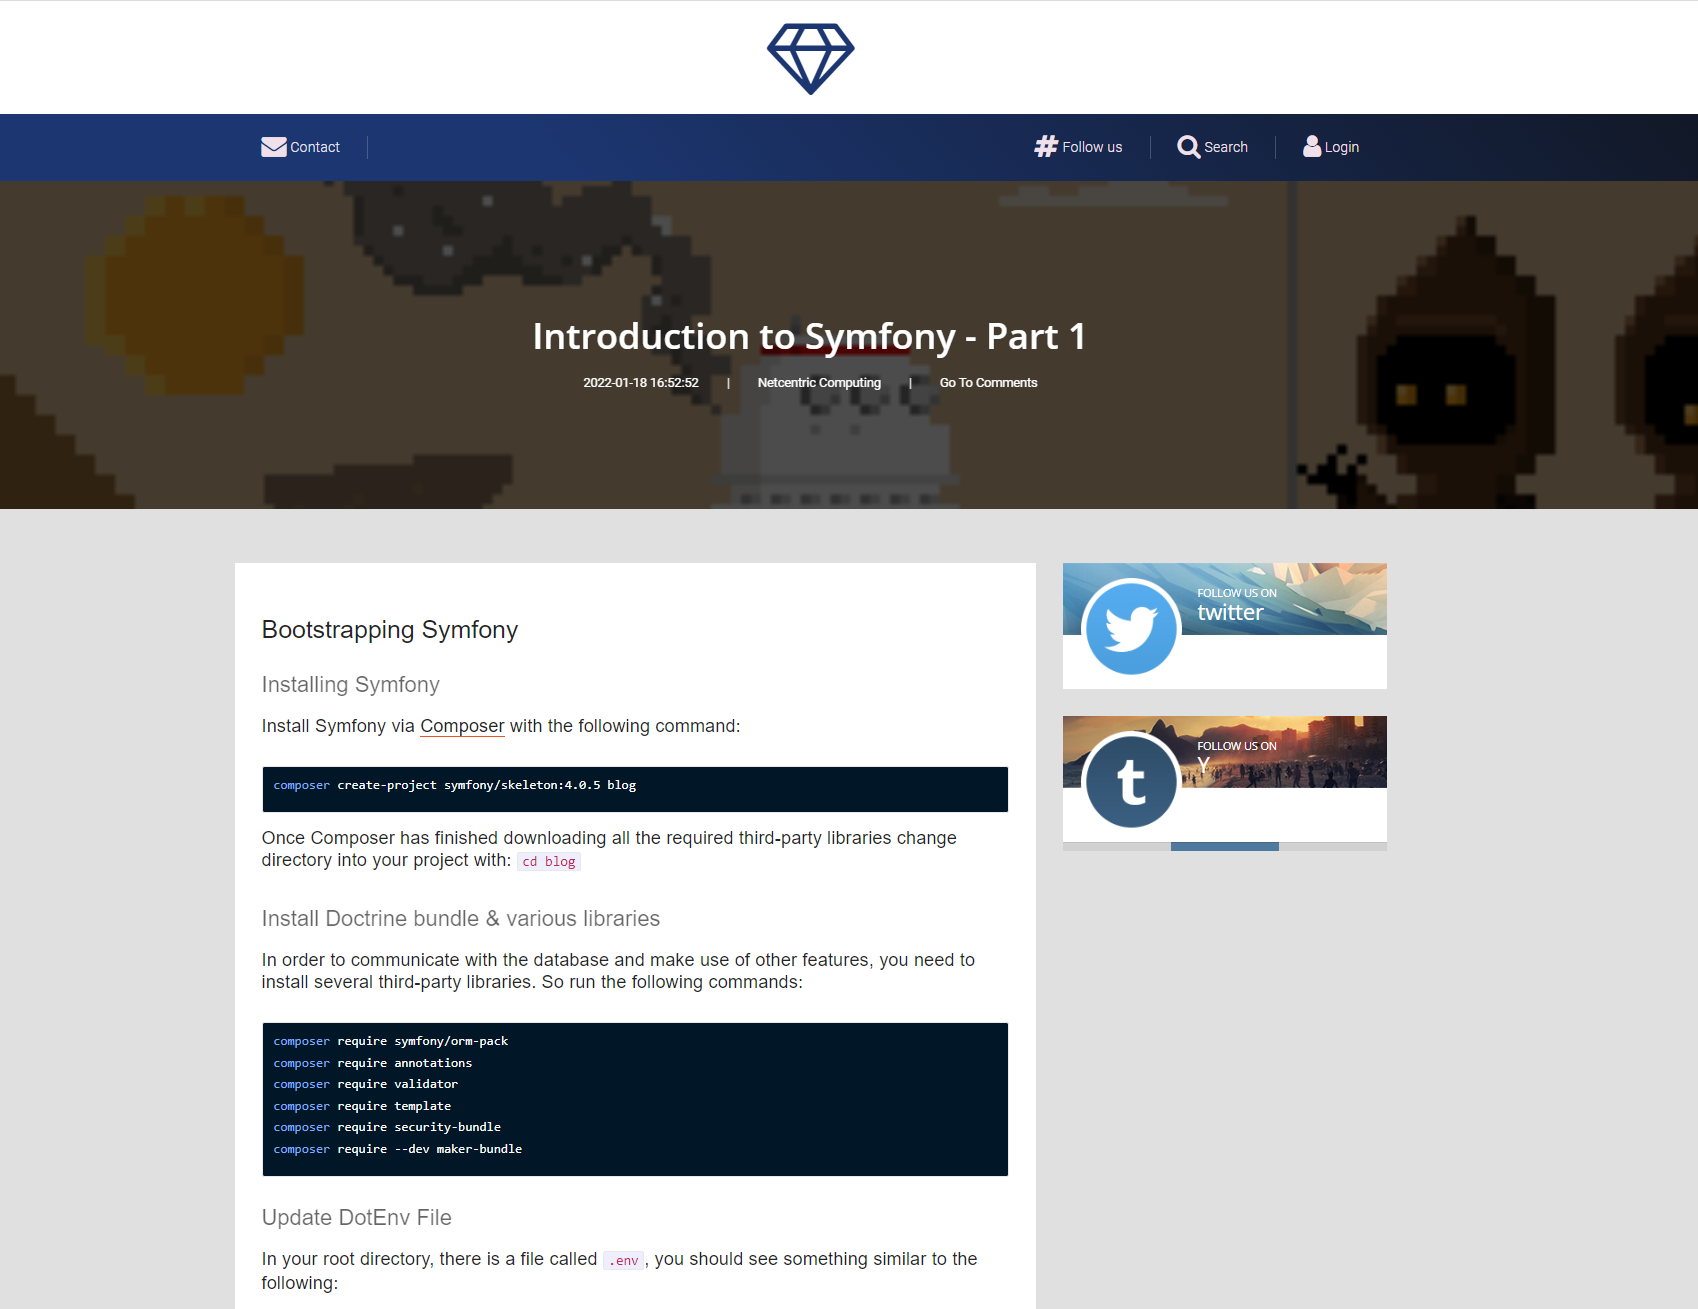 Contact
Follow us
Search
Login
Introduction to Symfony - Part 1
2022-01-18 16:52:52 | Netcentric Computing | Go To Comments
Bootstrapping Symfony
Installing Symfony
Install Symfony via Composer with the following command:
composer create-project symfony/skeleton:4.0.5 blog
Once Composer has finished downloading all the required third-party libraries change
directory into your project with: cd blog
Install Doctrine bundle & various libraries
In order to communicate with the database and make use of other features, you need to
install several third-party libraries. So run the following commands:
composer require symfony/orm-pack
composer require annotations
composer require validator
composer require template
composer require security-bundle
composer require --dev maker-bundle
Update DotEnv File
In your root directory, there is a file called .env, you should see something similar to the
following:
FOLLOW US ON
twitter
FOLLOW US ON
Y
t